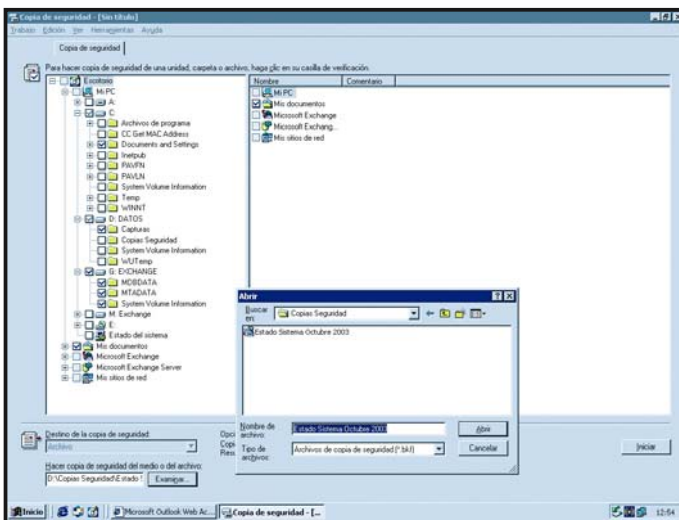 Copia de seguridad - [Sin título]
Trabajo Edición Ver Herramientas Ayuda
Copia de seguridad
Para hacer copia de seguridad de una unidad, carpeta o archivo, haga clic en su casilla de verificación.
Escritorio
Mi PC
A:
C:
Archivos de programa
CC Get MAC Address
Documents and Settings
Inetpub
PAVFN
PAVLN
System Volume Information
Temp
WINNT
D: DATOS
Capturas
Copias Seguridad
System Volume Information
WUTemp
G: EXCHANGE
MDBDATA
MTADATA
System Volume Information
M: Exchange
E:
Estado del sistema
Mis documentos
Microsoft Exchange
Microsoft Exchange Server
Mis sitios de red
Nombre Comentario
Mi PC
Mis documentos
Microsoft Exchange
Microsoft Exchang...
Mis sitios de red
Abrir
Buscar en: Copias Seguridad
Estado Sistema Octubre 2003
Nombre de archivo: Estado Sistema Octubre 2003 Abrir
Tipo de archivos: Archivos de copia de seguridad (*.bkf) Cancelar
Destino de la copia de seguridad:
Archivo
Hacer copia de seguridad del medio o del archivo:
D:\Copias Seguridad\Estado Examinar...
Opci
Copi
Iniciar
Inicio Microsoft Outlook Web Ac... Copia de seguridad - [... 12:54